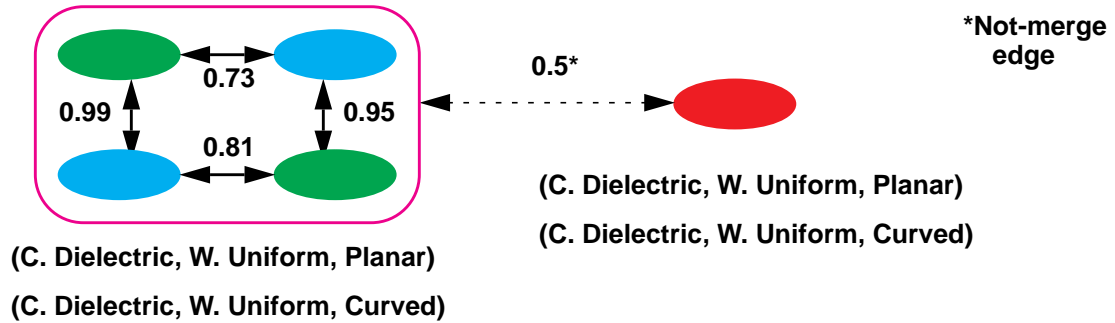 *Not-merge
edge
0.5*
0.73
0.99
0.95
0.81
(C. Dielectric, W. Uniform, Planar)
(C. Dielectric, W. Uniform, Curved)
(C. Dielectric, W. Uniform, Planar)
(C. Dielectric, W. Uniform, Curved)